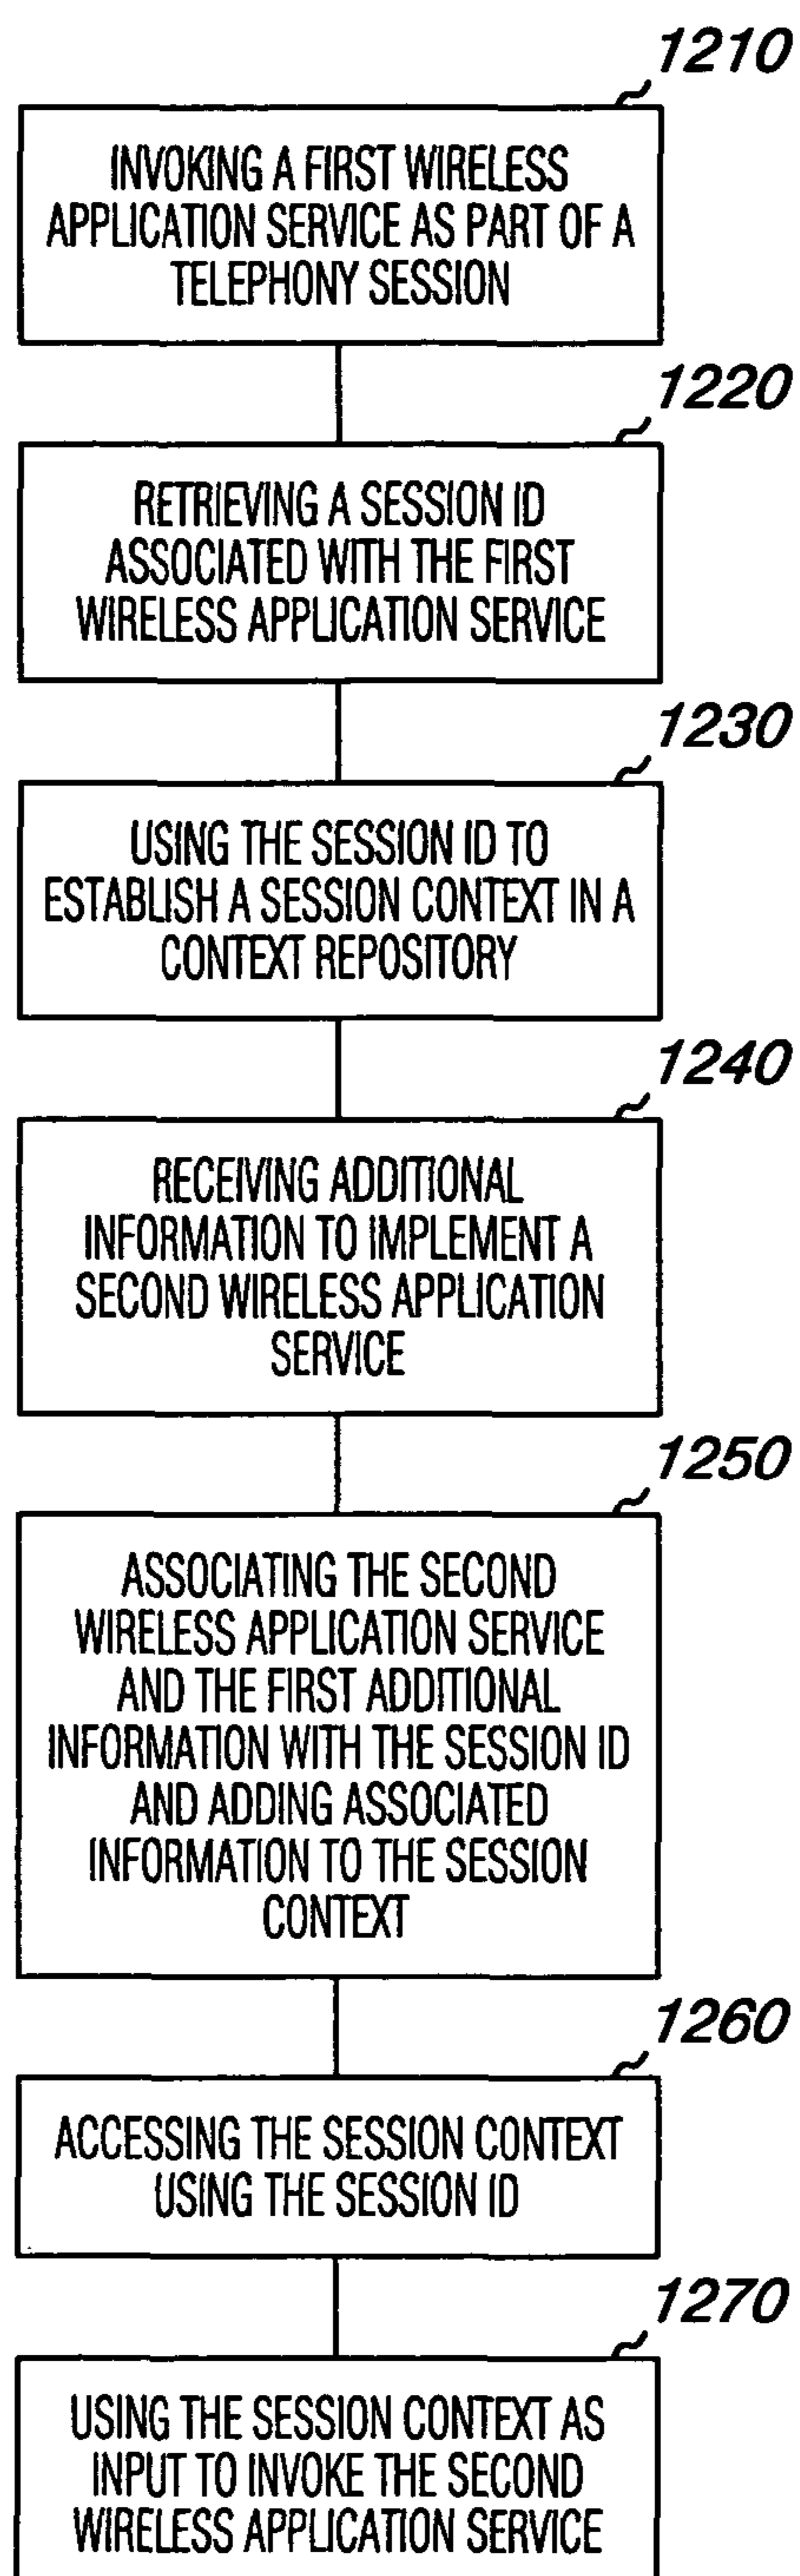 1210
INVOKING A FIRST WIRELESS
APPLICATION SERVICE AS PART OF A
TELEPHONY SESSION
1220
RETRIEVING A SESSION ID
ASSOCIATED WITH THE FIRST
WIRELESS APPLICATION SERVICE
1230
USING THE SESSION ID TO
ESTABLISH A SESSION CONTEXT IN A
CONTEXT REPOSITORY
1240
RECEIVING ADDITIONAL
INFORMATION TO IMPLEMENT A
SECOND WIRELESS APPLICATION
SERVICE
1250
ASSOCIATING THE SECOND
WIRELESS APPLICATION SERVICE
AND THE FIRST ADDITIONAL
INFORMATION WITH THE SESSION ID
AND ADDING ASSOCIATED
INFORMATION TO THE SESSION
CONTEXT
1260
ACCESSING THE SESSION CONTEXT
USING THE SESSION ID
1270
USING THE SESSION CONTEXT AS
INPUT TO INVOKE THE SECOND
WIRELESS APPLICATION SERVICE